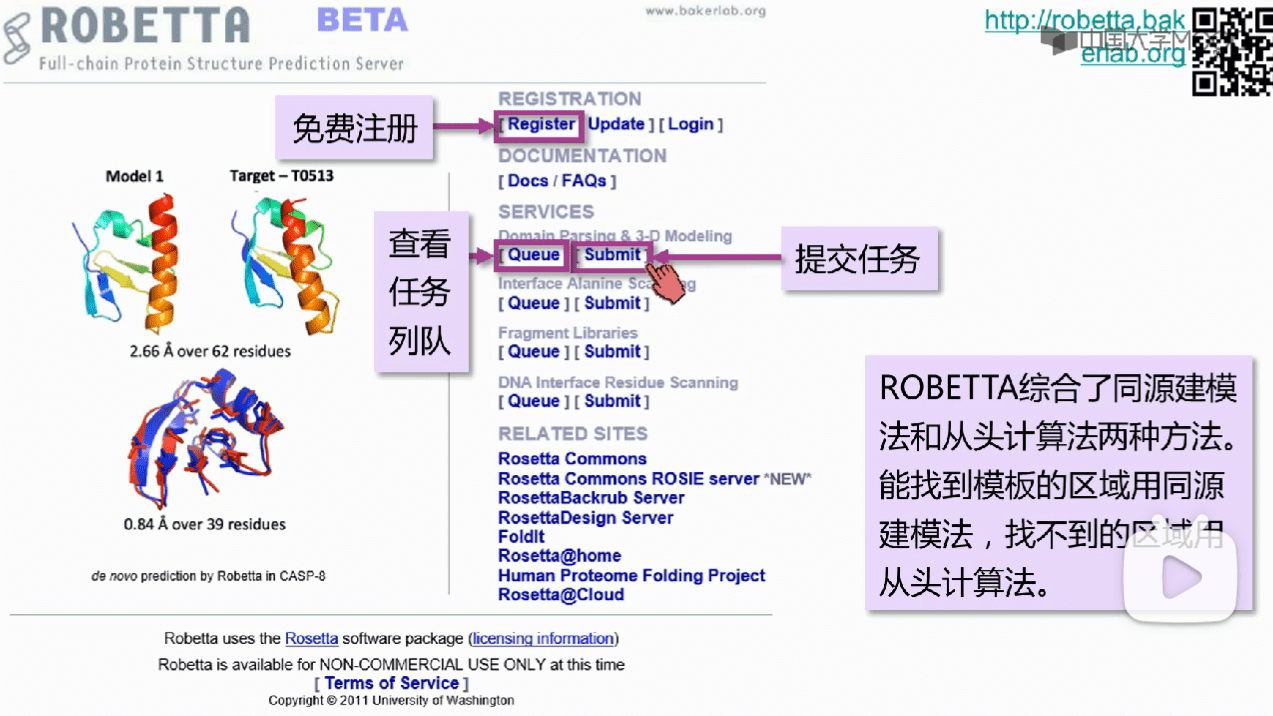 ROBETTA BETA
Full-chain Protein Structure Prediction Server
www.bakerlab.org
http://robetta.bak
erlab.org
中国大学M
免费注册
REGISTRATION
[ Register Update ] [ Login ]
DOCUMENTATION
[ Docs / FAQs ]
Model 1
Target – T0513
2.66 Å over 62 residues
0.84 Å over 39 residues
de novo prediction by Robetta in CASP-8
查看
任务
列队
SERVICES
Domain Parsing & 3-D Modeling
[ Queue [ Submit ]
提交任务
Interface Alanine Sca g
[ Queue ] [ Submit ]
Fragment Libraries
[ Queue ] [ Submit ]
DNA Interface Residue Scanning
[ Queue ] [ Submit ]
RELATED SITES
Rosetta Commons
Rosetta Commons ROSIE server *NEW*
RosettaBackrub Server
RosettaDesign Server
FoldIt
Rosetta@home
Human Proteome Folding Project
Rosetta@Cloud
ROBETTA综合了同源建模
法和从头计算法两种方法。
能找到模板的区域用同源
建模法，找不到的区域用
从头计算法。
Robetta uses the Rosetta software package (licensing information)
Robetta is available for NON-COMMERCIAL USE ONLY at this time
[ Terms of Service ]
Copyright © 2011 University of Washington